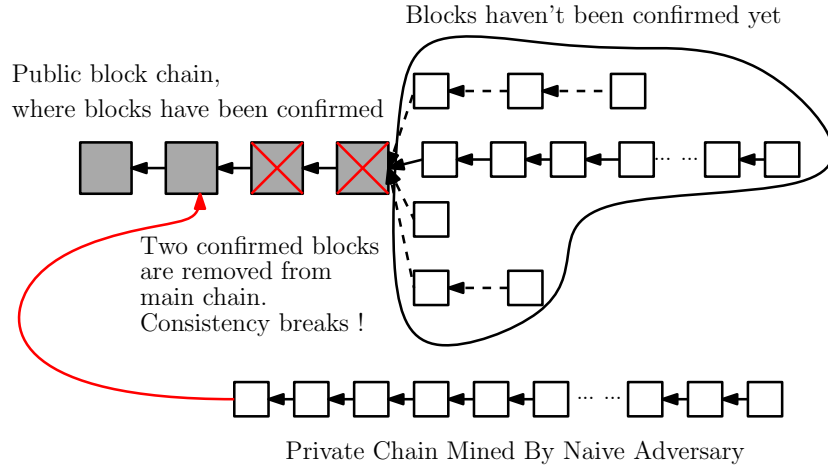 Blocks haven't been confirmed yet
Public block chain,
where blocks have been confirmed
... ...
Two confirmed blocks
are removed from
main chain.
Consistency breaks !
... ...
Private Chain Mined By Naive Adversary